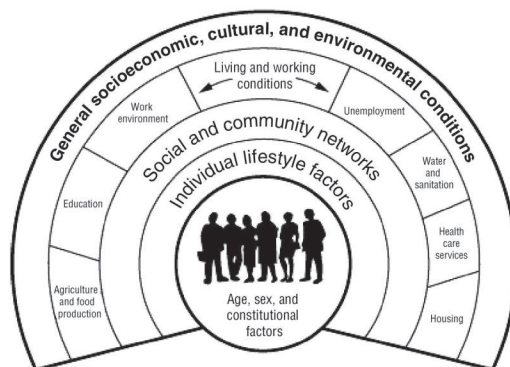 General socioeconomic, cultural, and environmental conditions
Living and working
conditions
Work
environment
Unemployment
Education
Water
and
sanitation
Agriculture
and food
production
Health
care
services
Housing
Social and community networks
Individual lifestyle factors
Age, sex, and
constitutional
factors